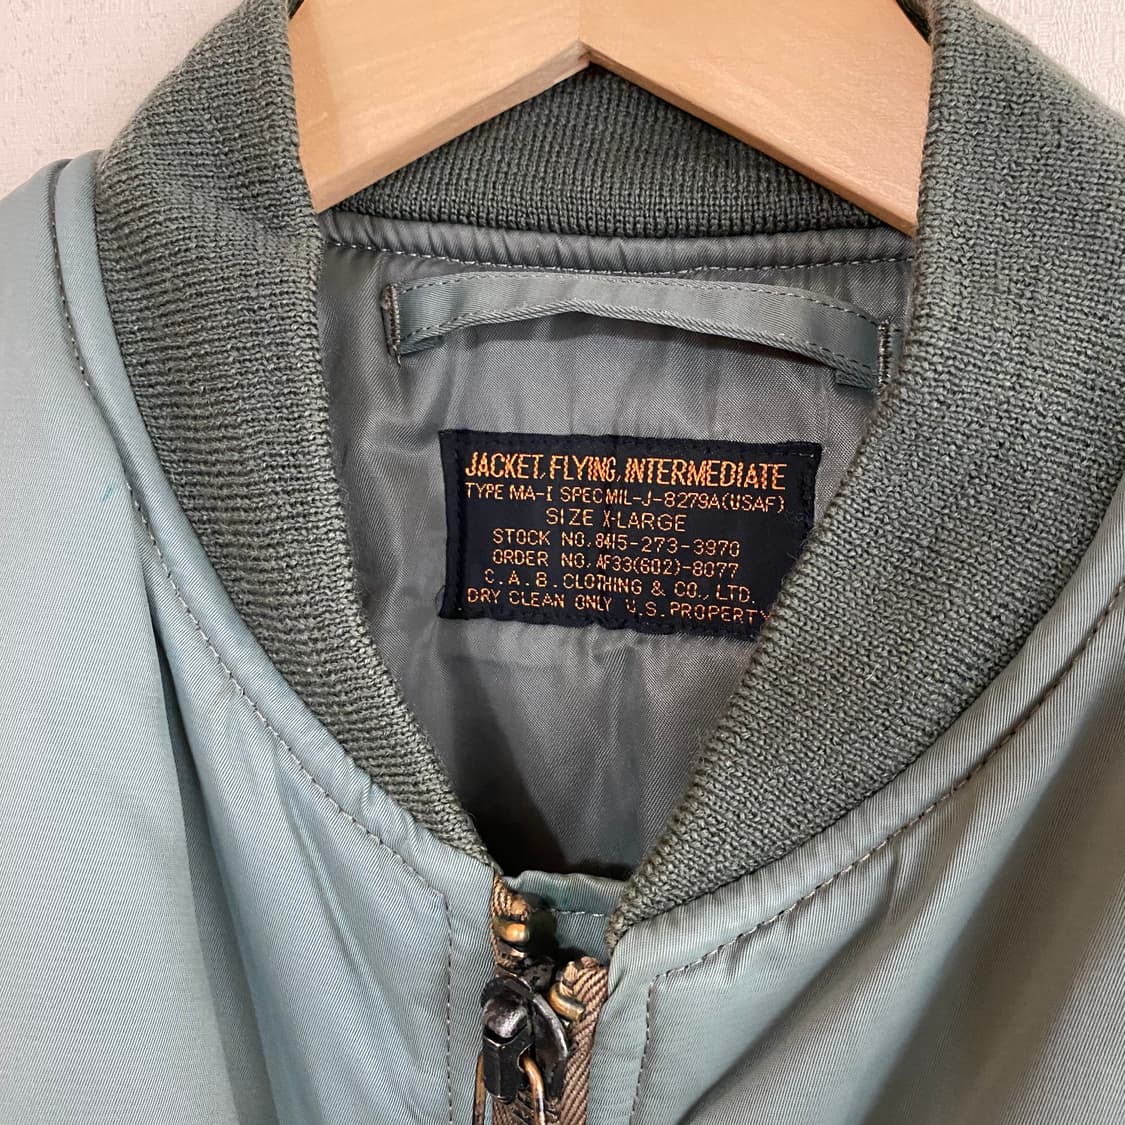 JACKET, FLYING, INTERMEDIATE
TYPE MA-I SPEC MIL-J-8279A(USAF)
SIZE X-LARGE
STOCK NO. 8415-273-3970
ORDER NO. AF33(602)-8077
C.A.B. CLOTHING & CO., LTD.
DRY CLEAN ONLY U.S. PROPERTY